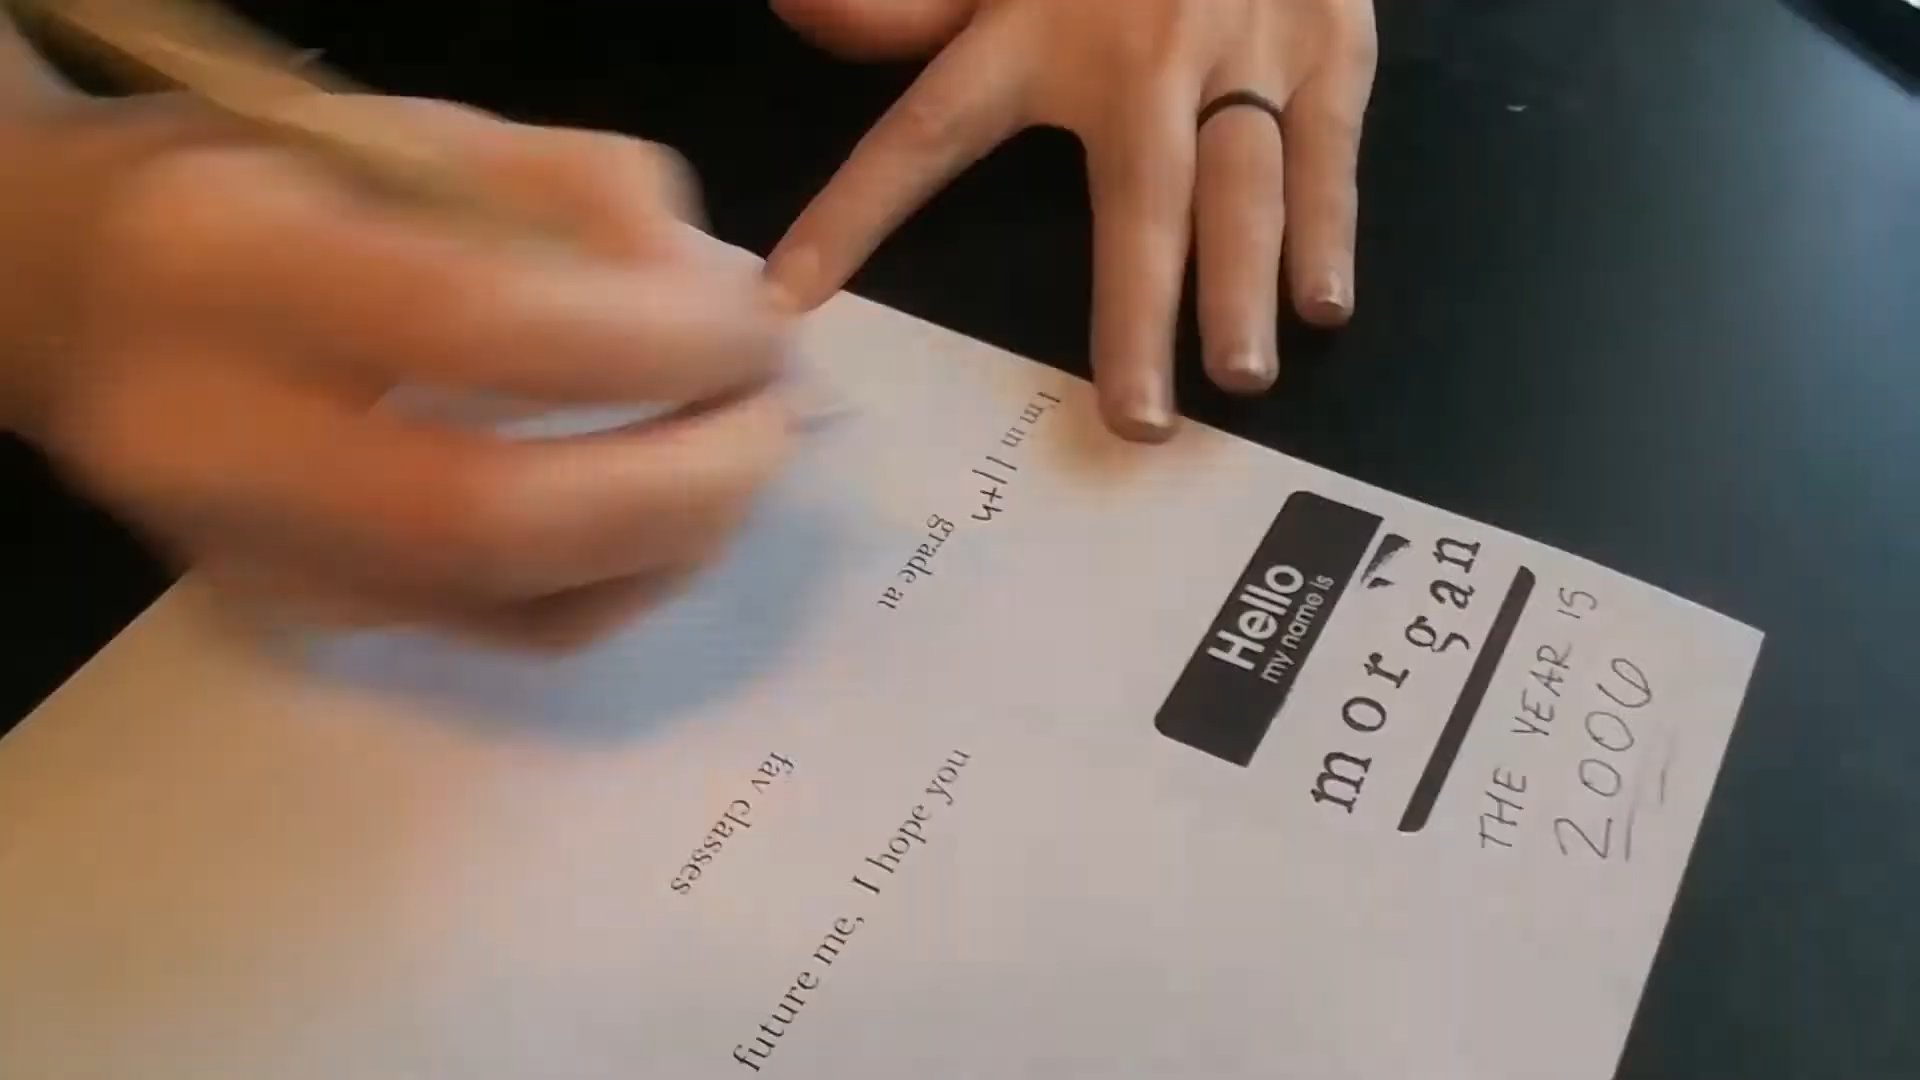 Hello
my name is
morgan
THE YEAR IS
2006
I'm in 11th
grade at
fav classes
future me, I hope you